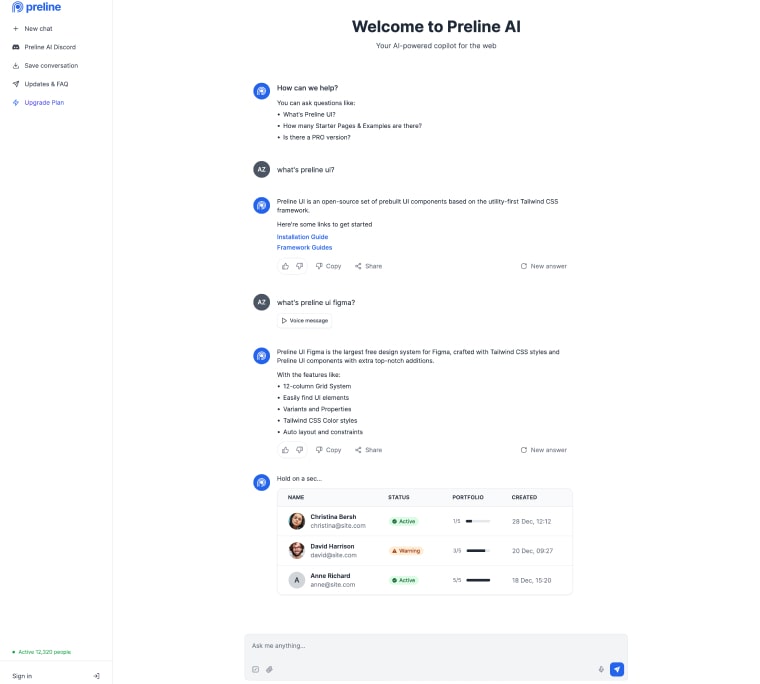 preline
New chat
Preline AI Discord
Save conversation
Updates & FAQ
Upgrade Plan
Active 12,320 people
Sign in
Welcome to Preline AI
Your AI-powered copilot for the web
How can we help?
You can ask questions like:
• What's Preline UI?
• How many Starter Pages & Examples are there?
• Is there a PRO version?
AZ what's preline ui?
Preline UI is an open-source set of prebuilt UI components based on the utility-first Tailwind CSS
framework.
Here're some links to get started
Installation Guide
Framework Guides
Copy Share New answer
AZ what's preline ui figma?
Voice message
Preline UI Figma is the largest free design system for Figma, crafted with Tailwind CSS styles and
Preline UI components with extra top-notch additions.
With the features like:
• 12-column Grid System
• Easily find UI elements
• Variants and Properties
• Tailwind CSS Color styles
• Auto layout and constraints
Copy Share New answer
Hold on a sec...
NAME STATUS PORTFOLIO CREATED
Christina Bersh
christina@site.com
Active 1/5 28 Dec, 12:12
David Harrison
david@site.com
Warning 3/5 20 Dec, 09:27
A Anne Richard
anne@site.com
Active 5/5 18 Dec, 15:20
Ask me anything...